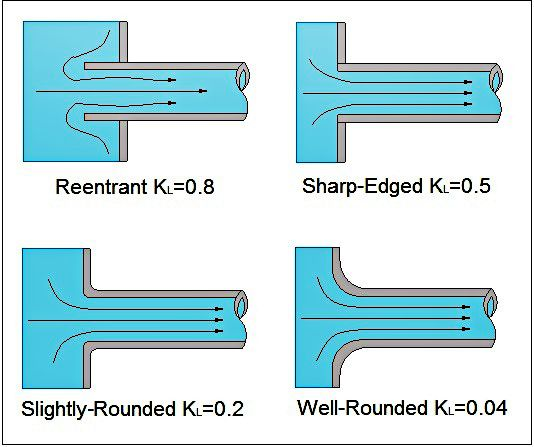 Reentrant KL=0.8
Sharp-Edged KL=0.5
Slightly-Rounded KL=0.2
Well-Rounded KL=0.04